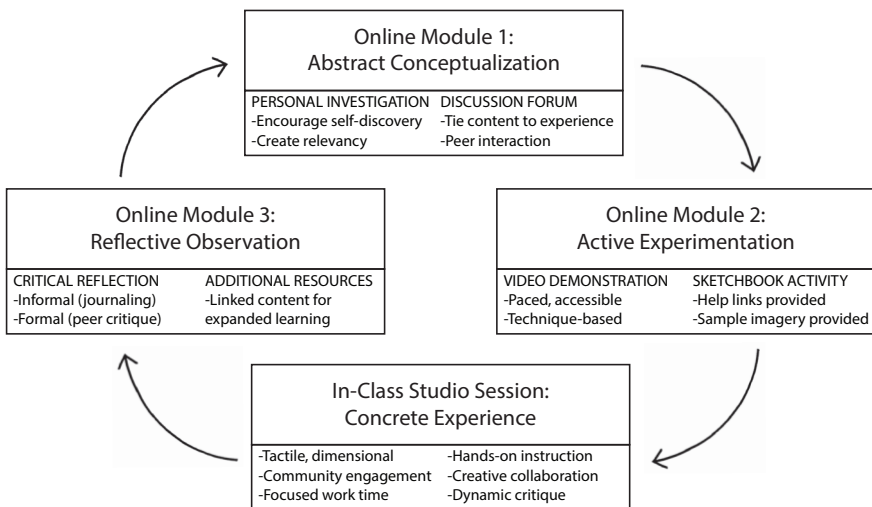 Online Module 1:
Abstract Conceptualization
PERSONAL INVESTIGATION
-Encourage self-discovery
-Create relevancy
DISCUSSION FORUM
-Tie content to experience
-Peer interaction
Online Module 3:
Reflective Observation
CRITICAL REFLECTION
-Informal (journaling)
-Formal (peer critique)
ADDITIONAL RESOURCES
-Linked content for
expanded learning
Online Module 2:
Active Experimentation
VIDEO DEMONSTRATION
-Paced, accessible
-Technique-based
SKETCHBOOK ACTIVITY
-Help links provided
-Sample imagery provided
In-Class Studio Session:
Concrete Experience
-Tactile, dimensional
-Community engagement
-Focused work time
-Hands-on instruction
-Creative collaboration
-Dynamic critique